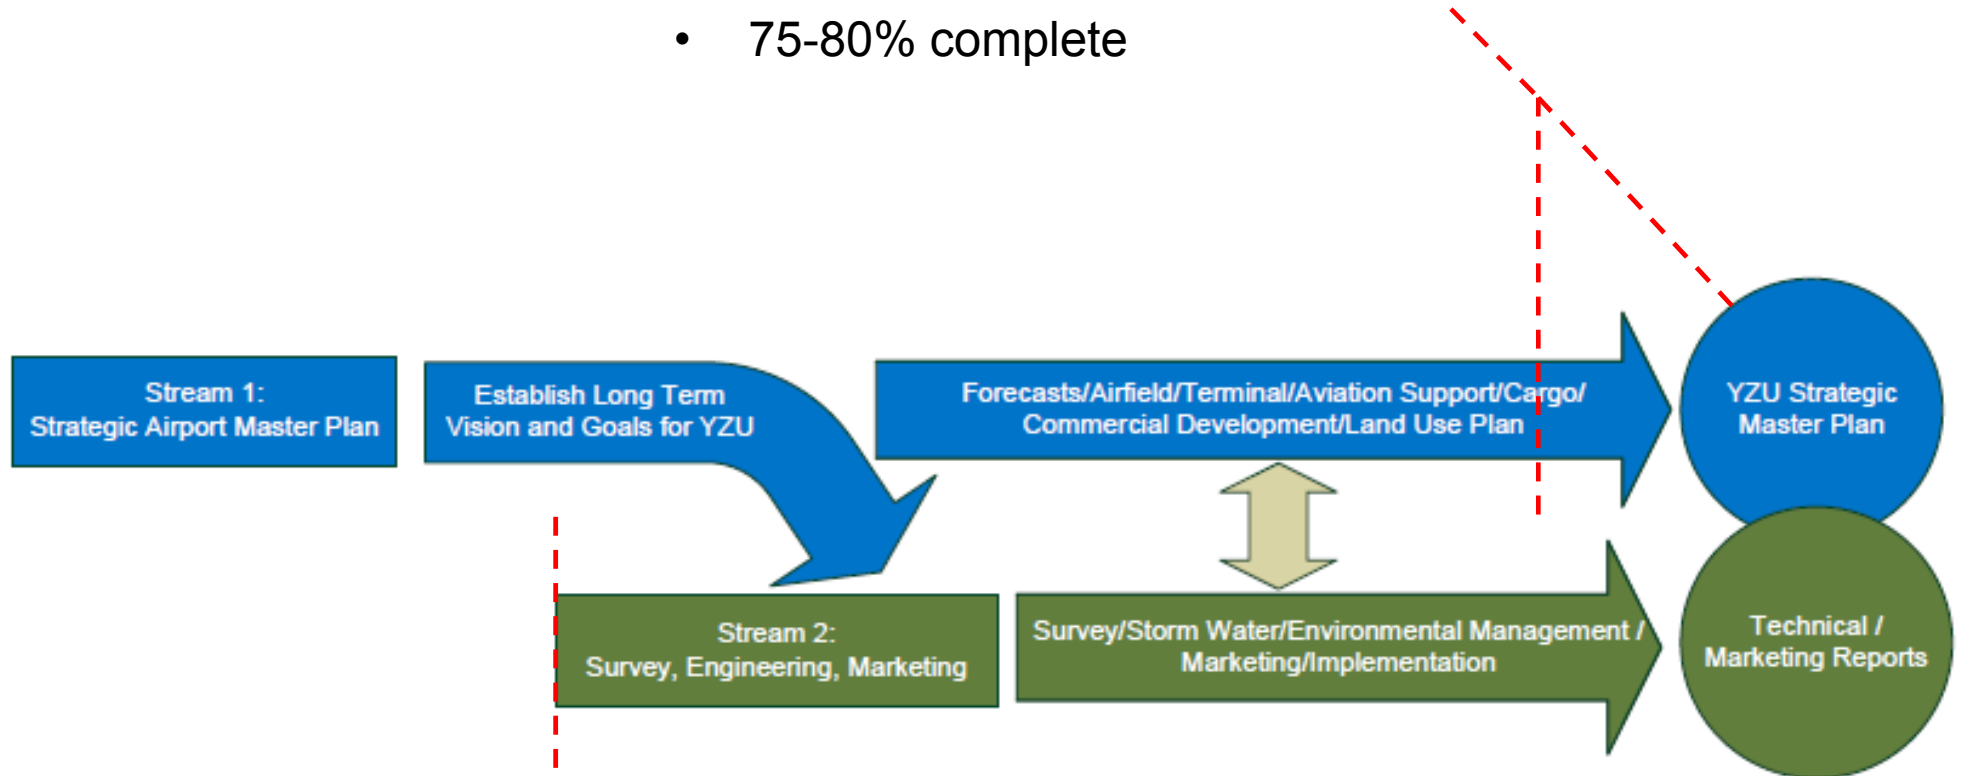 • 75-80% complete
Stream 1:
Strategic Airport Master Plan
Establish Long Term
Vision and Goals for YZU
Forecasts/Airfield/Terminal/Aviation Support/Cargo/
Commercial Development/Land Use Plan
YZU Strategic
Master Plan
Stream 2:
Survey, Engineering, Marketing
Survey/Storm Water/Environmental Management /
Marketing/Implementation
Technical /
Marketing Reports